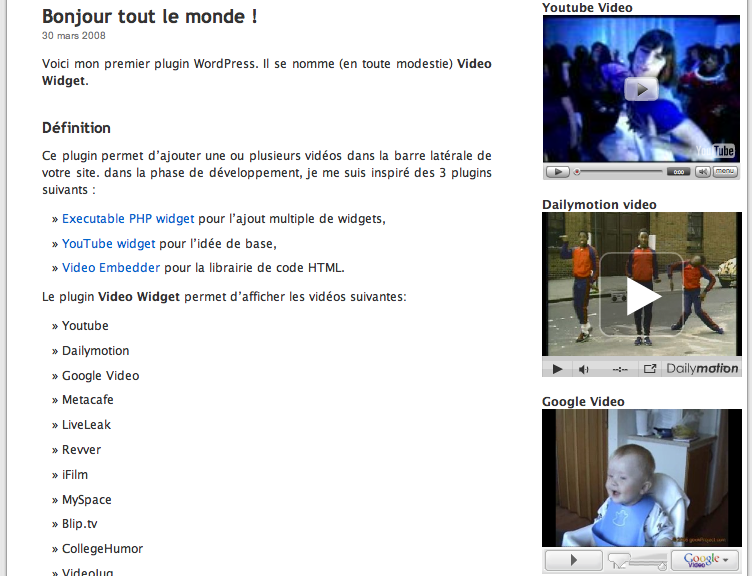 Bonjour tout le monde !
30 mars 2008
Voici mon premier plugin WordPress. Il se nomme (en toute modestie) Video
Widget.
Définition
Ce plugin permet d'ajouter une ou plusieurs vidéos dans la barre latérale de
votre site. dans la phase de développement, je me suis inspiré des 3 plugins
suivants :
» Executable PHP widget pour l'ajout multiple de widgets,
» YouTube widget pour l'idée de base,
» Video Embedder pour la librairie de code HTML.
Le plugin Video Widget permet d'afficher les vidéos suivantes:
» Youtube
» Dailymotion
» Google Video
» Metacafe
» LiveLeak
» Revver
» iFilm
» MySpace
» Blip.tv
» CollegeHumor
» Videojug
Youtube Video
YouTube
0:00
menu
Dailymotion video
--:--
Dailymotion
Google Video
Google
Video